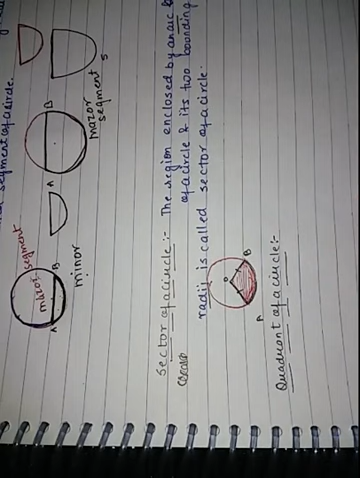 segment of a circle.
major segment
A B
minor
A B
mazor segment
S
Sector of a circle:- The region enclosed by an arc
of a circle & its two bounding
radii is called sector of a circle.
O
A B
Quadrant of a circle:-